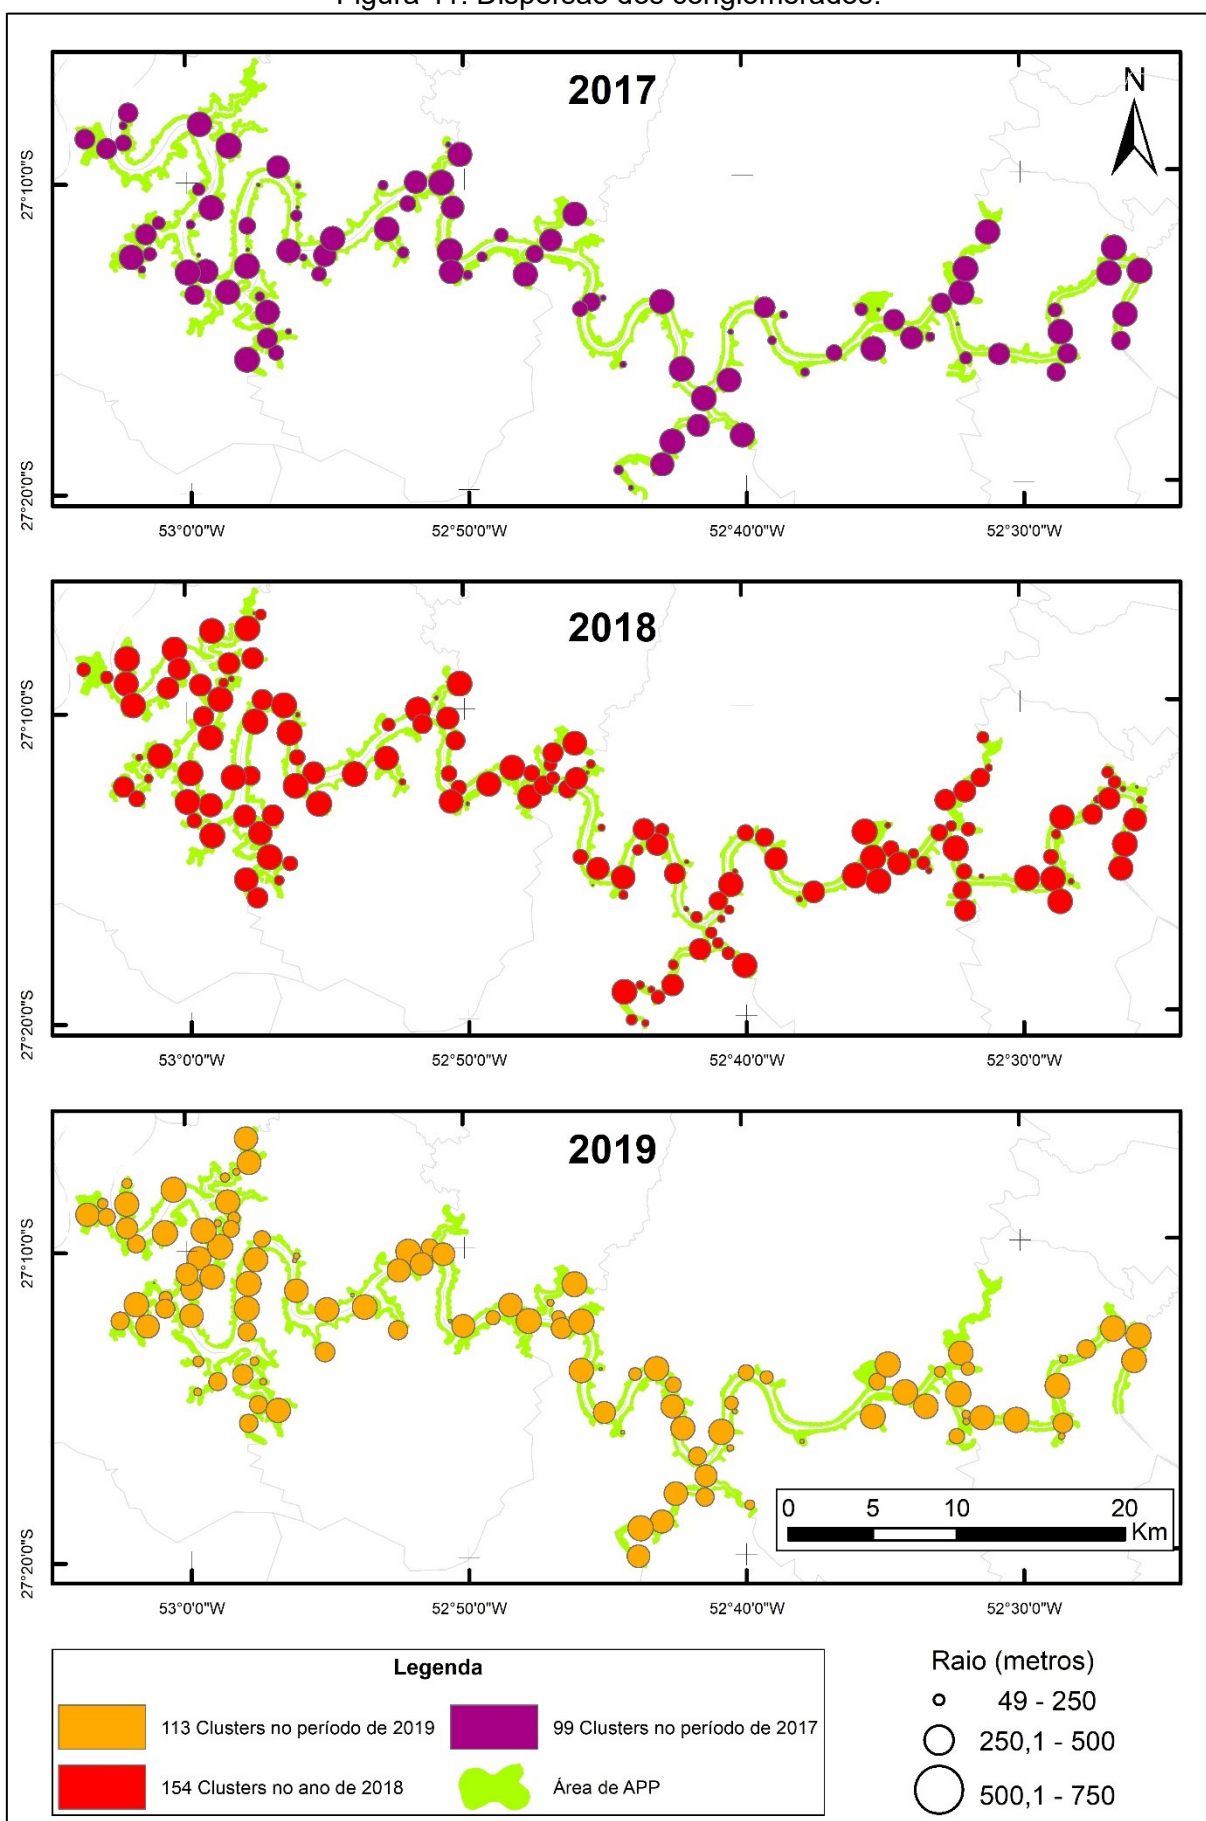 Figura 41. Dispersão dos conglomerados.
2017
N
27°10'0"S
27°20'0"S
53°0'0"W 52°50'0"W 52°40'0"W 52°30'0"W
2018
27°10'0"S
27°20'0"S
53°0'0"W 52°50'0"W 52°40'0"W 52°30'0"W
2019
27°10'0"S
27°20'0"S
0 5 10 20
Km
53°0'0"W 52°50'0"W 52°40'0"W 52°30'0"W
Legenda
113 Clusters no período de 2019
99 Clusters no período de 2017
154 Clusters no ano de 2018
Área de APP
Raio (metros)
49 - 250
250,1 - 500
500,1 - 750